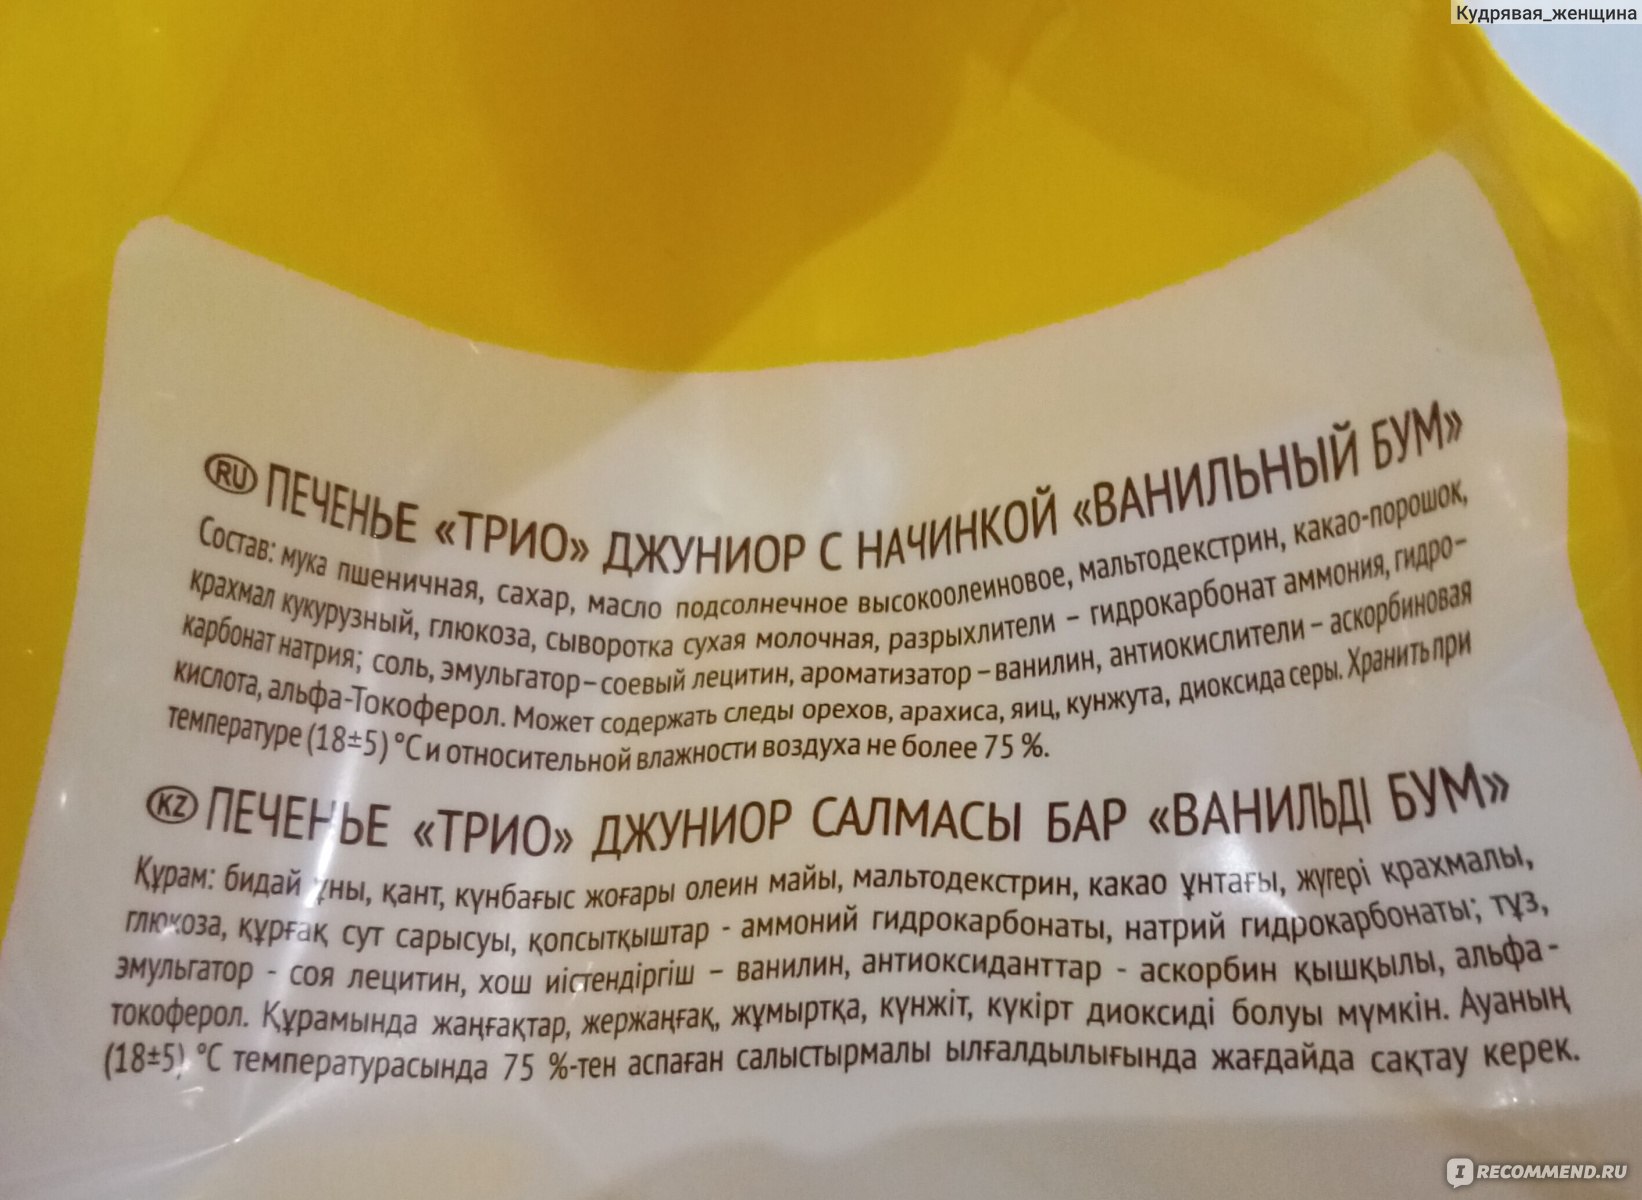 Кудрявая_женщина
RU ПЕЧЕНЬЕ «ТРИО» ДЖУНИОР С НАЧИНКОЙ «ВАНИЛЬНЫЙ БУМ»
Состав: мука пшеничная, сахар, масло подсолнечное высокоолеиновое, мальтодекстрин, какао-порошок,
крахмал кукурузный, глюкоза, сыворотка сухая молочная, разрыхлители – гидрокарбонат аммония, гидро-
карбонат натрия; соль, эмульгатор–соевый лецитин, ароматизатор–ванилин, антиокислители – аскорбиновая
кислота, альфа-Токоферол. Может содержать следы орехов, арахиса, яиц, кунжута, диоксида серы. Хранить при
температуре (18±5) °С и относительной влажности воздуха не более 75 %.
KZ ПЕЧЕНЬЕ «ТРИО» ДЖУНИОР САЛМАСЫ БАР «ВАНИЛЬДІ БУМ»
Құрам: бидай ұны, қант, күнбағыс жоғары олеин майы, мальтодекстрин, какао ұнтағы, жүгері крахмалы,
глюкоза, құрғақ сүт сарысуы, қопсытқыштар - аммоний гидрокарбонаты, натрий гидрокарбонаты; тұз,
эмульгатор - соя лецитин, хош иістендіргіш – ванилин, антиоксиданттар - аскорбин қышқылы, альфа-
токоферол. Құрамында жаңғақтар, жержаңғақ, жұмыртқа, күнжіт, күкірт диоксиді болуы мүмкін. Ауаның
(18±5) °С температурасында 75 %-тен аспаған салыстырмалы ылғалдылығында жағдайда сақтау керек.
IRECOMMEND.RU